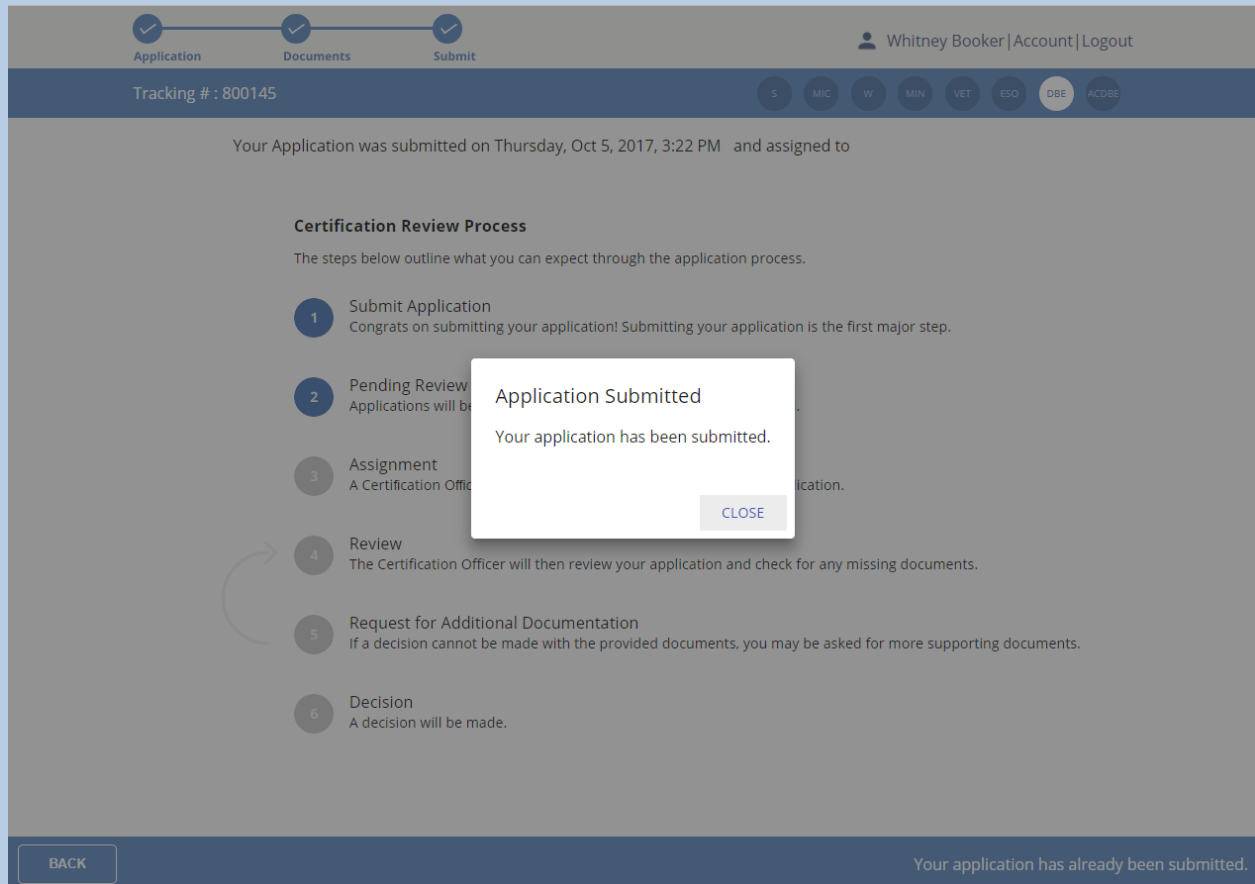 Application Documents Submit
Whitney Booker|Account|Logout
Tracking # : 800145
S MIC W MIN VET ESO DBE ACDBE
Your Application was submitted on Thursday, Oct 5, 2017, 3:22 PM and assigned to
Certification Review Process
The steps below outline what you can expect through the application process.
1 Submit Application
Congrats on submitting your application! Submitting your application is the first major step.
2 Pending Review
Applications will be
Application Submitted
Your application has been submitted.
CLOSE
3 Assignment
A Certification Offic ication.
4 Review
The Certification Officer will then review your application and check for any missing documents.
5 Request for Additional Documentation
If a decision cannot be made with the provided documents, you may be asked for more supporting documents.
6 Decision
A decision will be made.
BACK
Your application has already been submitted.